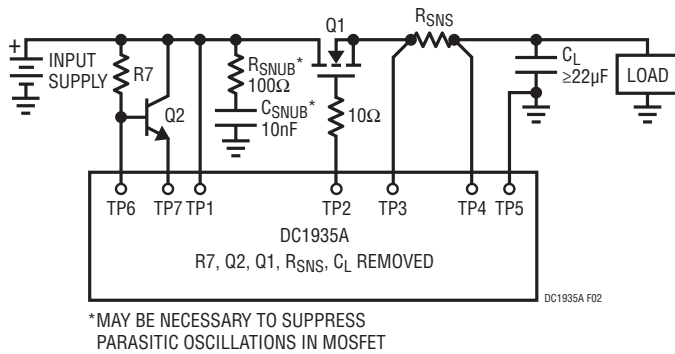 Q1
RSNS
+
INPUT
SUPPLY
R7
Q2
RSNUB*
100Ω
CSNUB*
10nF
10Ω
CL
≥22µF
LOAD
TP6 TP7 TP1 TP2 TP3 TP4 TP5
DC1935A
R7, Q2, Q1, RSNS, CL REMOVED
DC1935A F02
*MAY BE NECESSARY TO SUPPRESS
PARASITIC OSCILLATIONS IN MOSFET